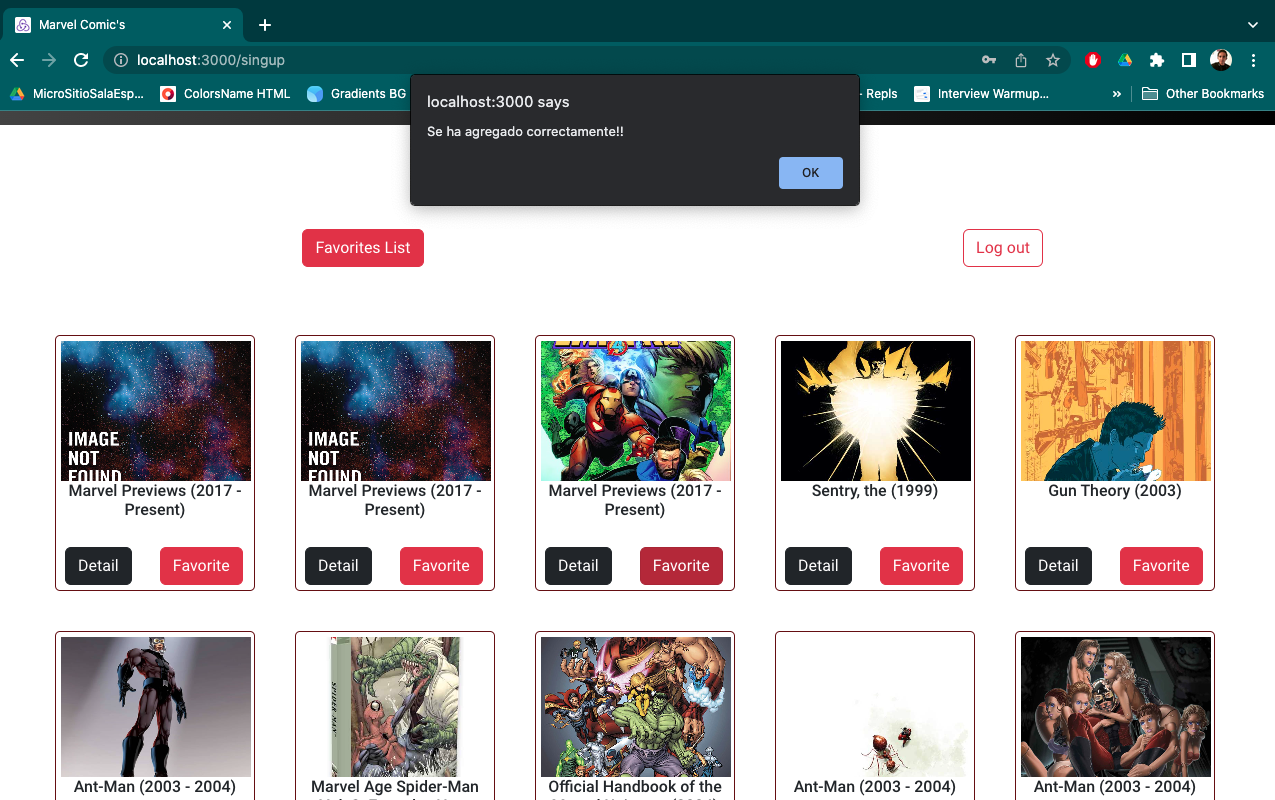 Marvel Comic's
localhost:3000/singup
MicroSitioSalaEsp...
ColorsName HTML
Gradients BG
- Repls
Interview Warmup...
»
Other Bookmarks
localhost:3000 says
Se ha agregado correctamente!!
OK
Favorites List
Log out
IMAGE
NOT
FOUND
Marvel Previews (2017 -
Present)
Detail
Favorite
IMAGE
NOT
FOUND
Marvel Previews (2017 -
Present)
Detail
Favorite
Marvel Previews (2017 -
Present)
Detail
Favorite
Sentry, the (1999)
Detail
Favorite
Gun Theory (2003)
Detail
Favorite
Ant-Man (2003 - 2004)
SPIDER-MAN
Marvel Age Spider-Man
Official Handbook of the
Ant-Man (2003 - 2004)
Ant-Man (2003 - 2004)